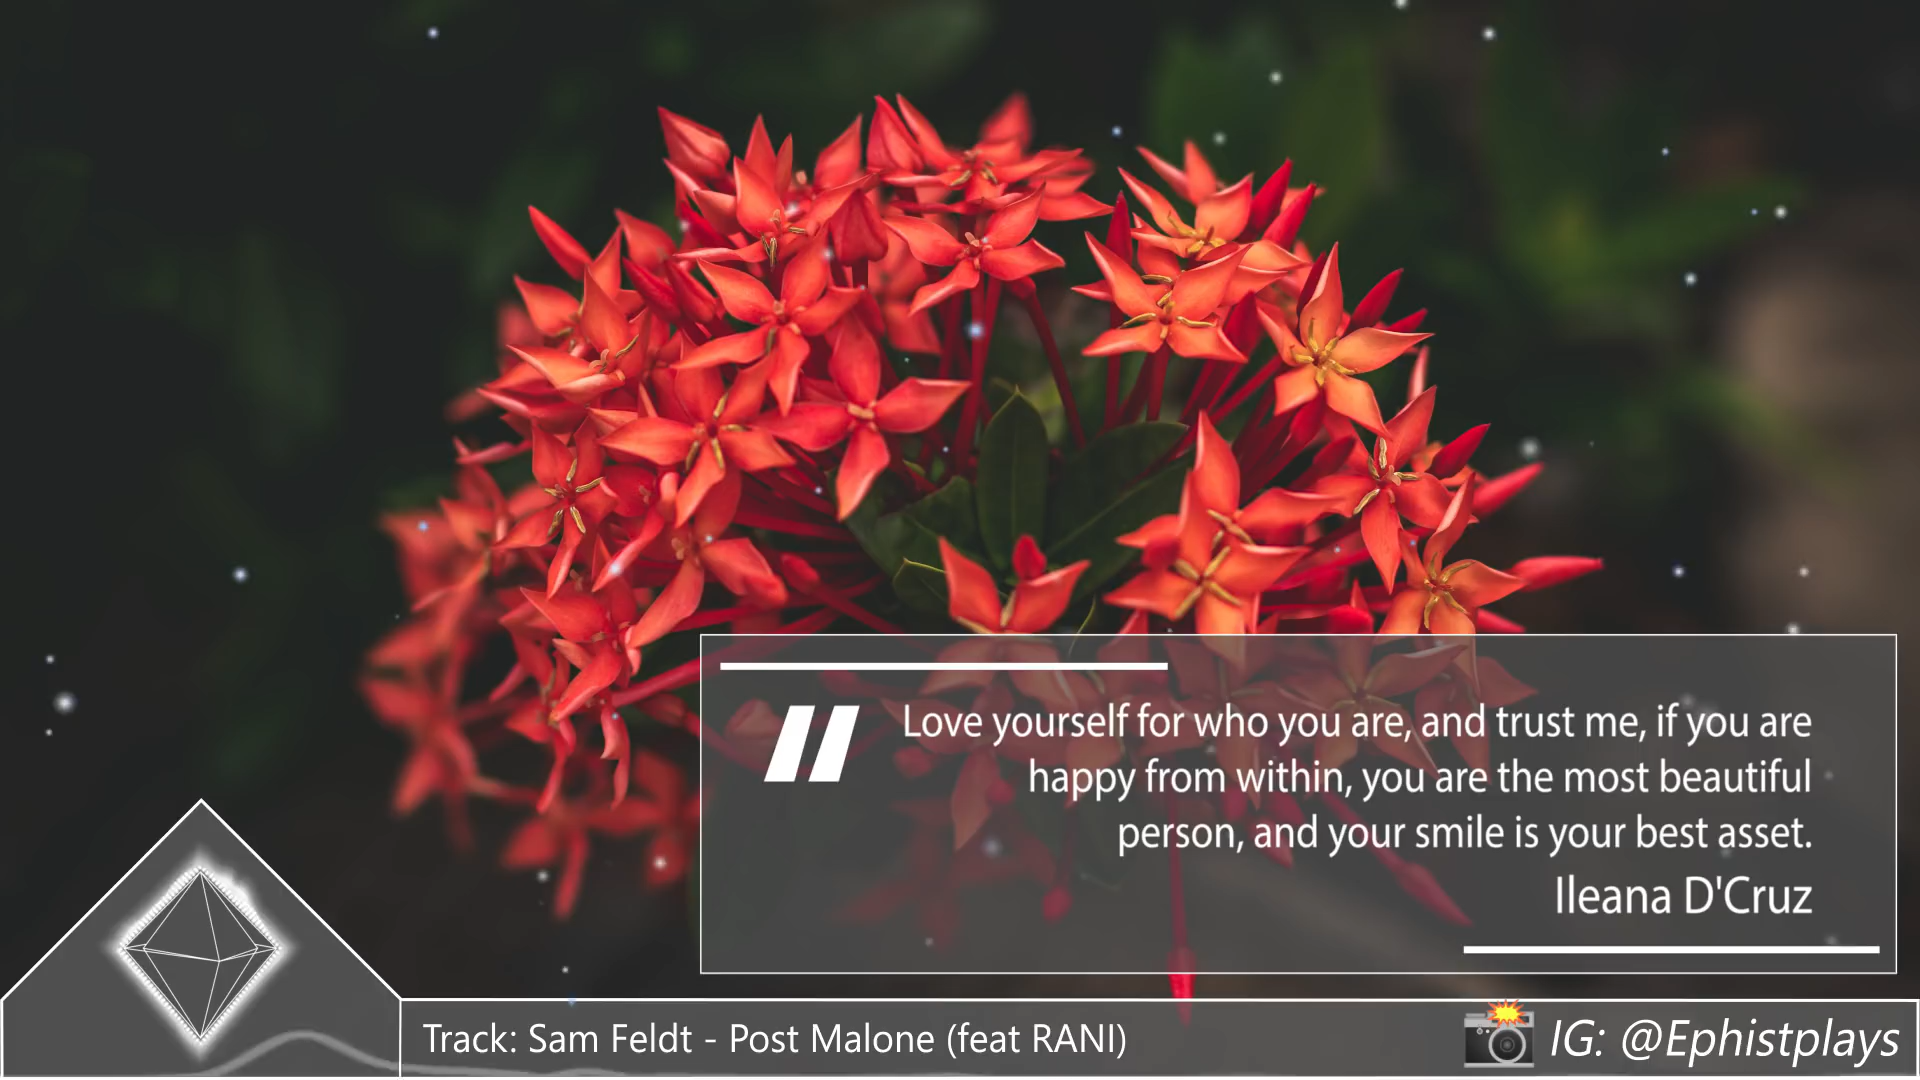 Love yourself for who you are, and trust me, if you are
happy from within, you are the most beautiful
person, and your smile is your best asset.
Ileana D'Cruz
Track: Sam Feldt - Post Malone (feat RANI)
IG: @Ephistplays